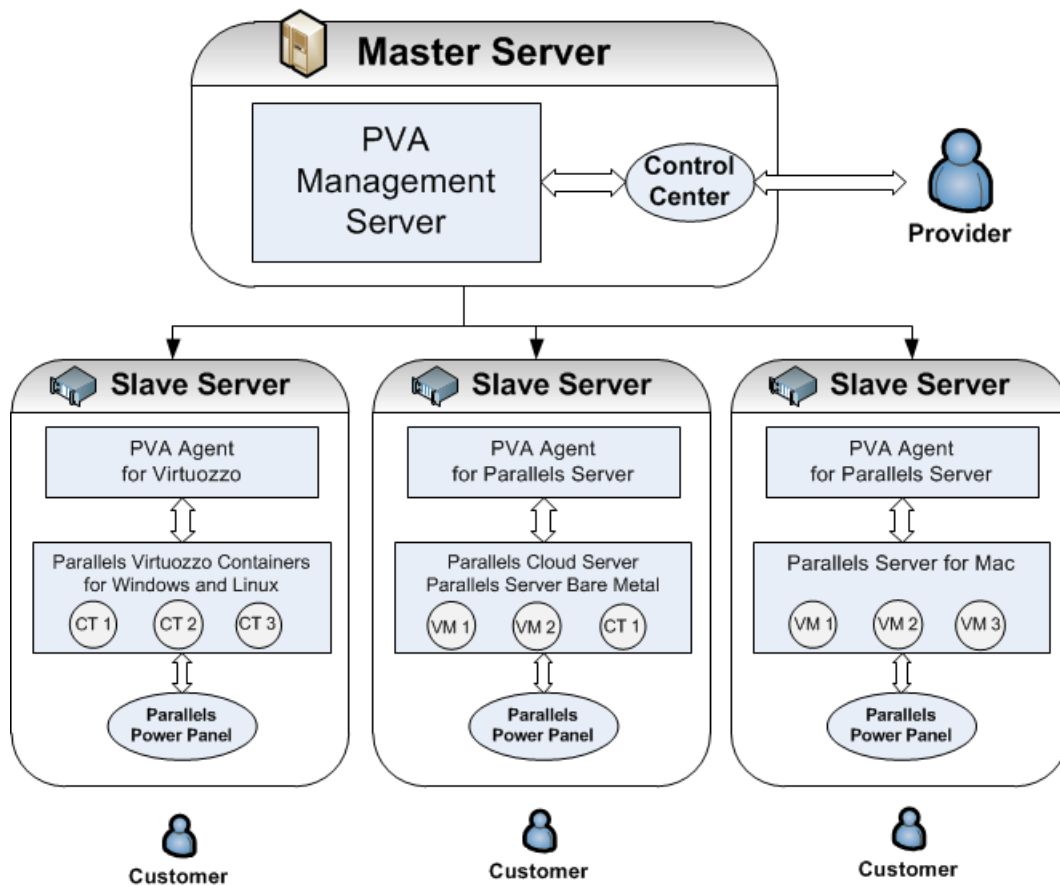 Master Server
PVA
Management
Server
Control
Center
Provider
Slave Server
PVA Agent
for Virtuozzo
Parallels Virtuozzo Containers
for Windows and Linux
CT 1
CT 2
CT 3
Parallels
Power Panel
Customer
Slave Server
PVA Agent
for Parallels Server
Parallels Cloud Server
Parallels Server Bare Metal
VM 1
VM 2
CT 1
Parallels
Power Panel
Customer
Slave Server
PVA Agent
for Parallels Server
Parallels Server for Mac
VM 1
VM 2
VM 3
Parallels
Power Panel
Customer